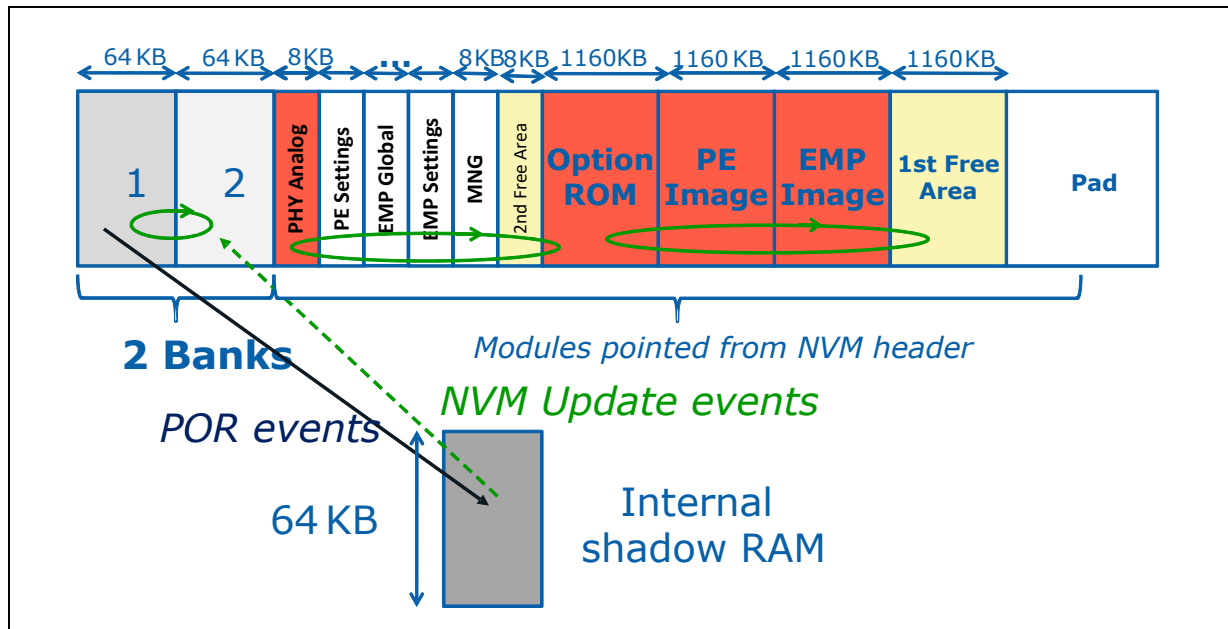 64 KB 64 KB 8KB ... 8KB 8KB 1160KB 1160 KB 1160 KB 1160KB
1
2
PHY Analog
PE Settings
EMP Global
EMP Settings
MNG
2nd Free Area
Option
ROM
PE
Image
EMP
Image
1st Free
Area
Pad
2 Banks
Modules pointed from NVM header
NVM Update events
POR events
64 KB
Internal
shadow RAM